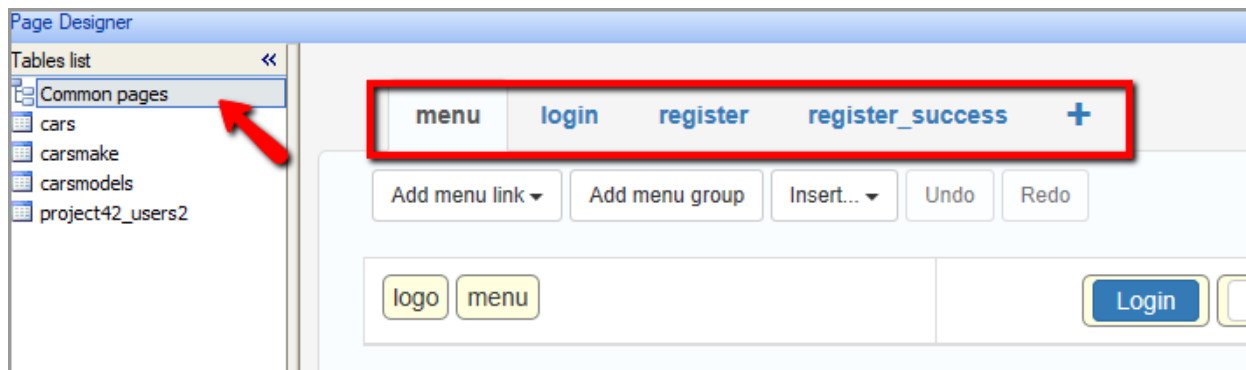 Page Designer
Tables list «
Common pages
cars
carsmake
carsmodels
project42_users2
menu login register register_success +
Add menu link Add menu group Insert... Undo Redo
logo menu Login